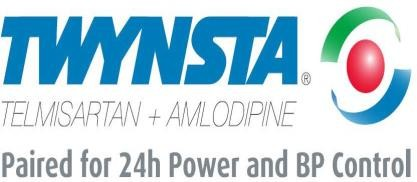 TWYNSTA®
TELMISARTAN + AMLODIPINE
Paired for 24h Power and BP Control